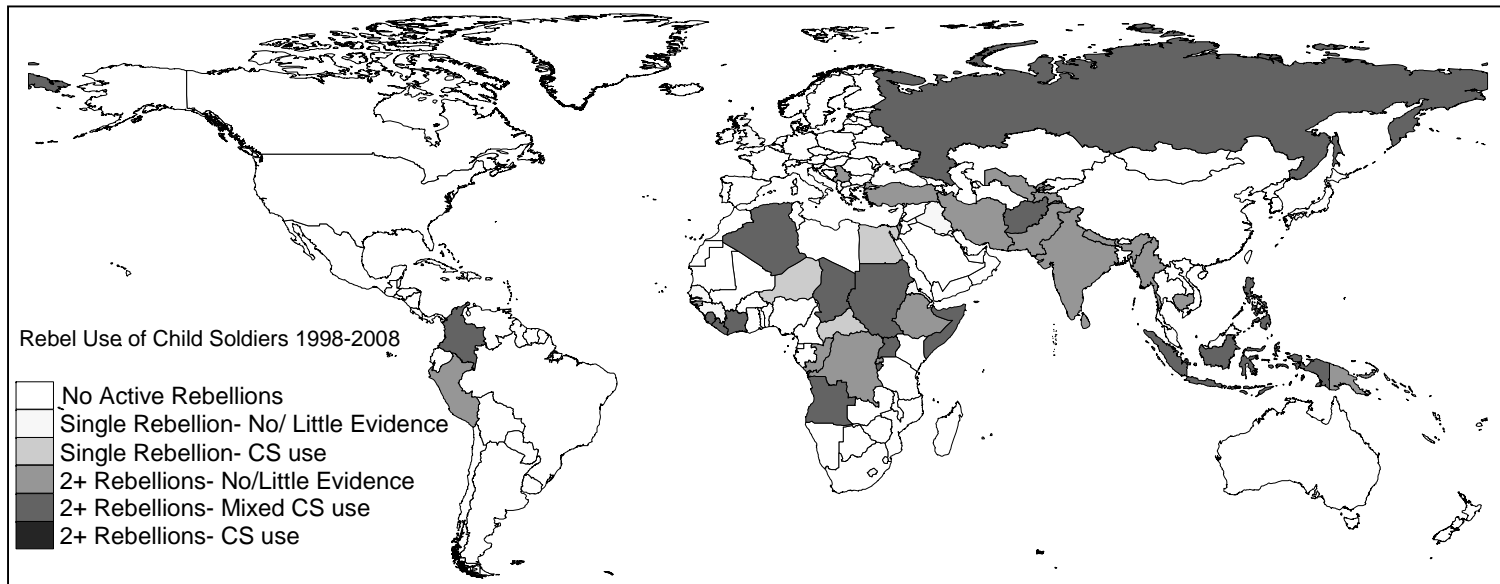 Rebel Use of Child Soldiers 1998-2008
No Active Rebellions
Single Rebellion- No/ Little Evidence
Single Rebellion- CS use
2+ Rebellions- No/Little Evidence
2+ Rebellions- Mixed CS use
2+ Rebellions- CS use